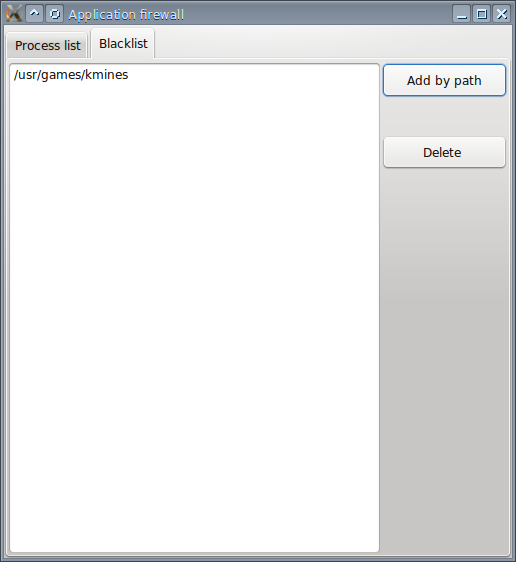 Application firewall
Process list
Blacklist
/usr/games/kmines
Add by path
Delete